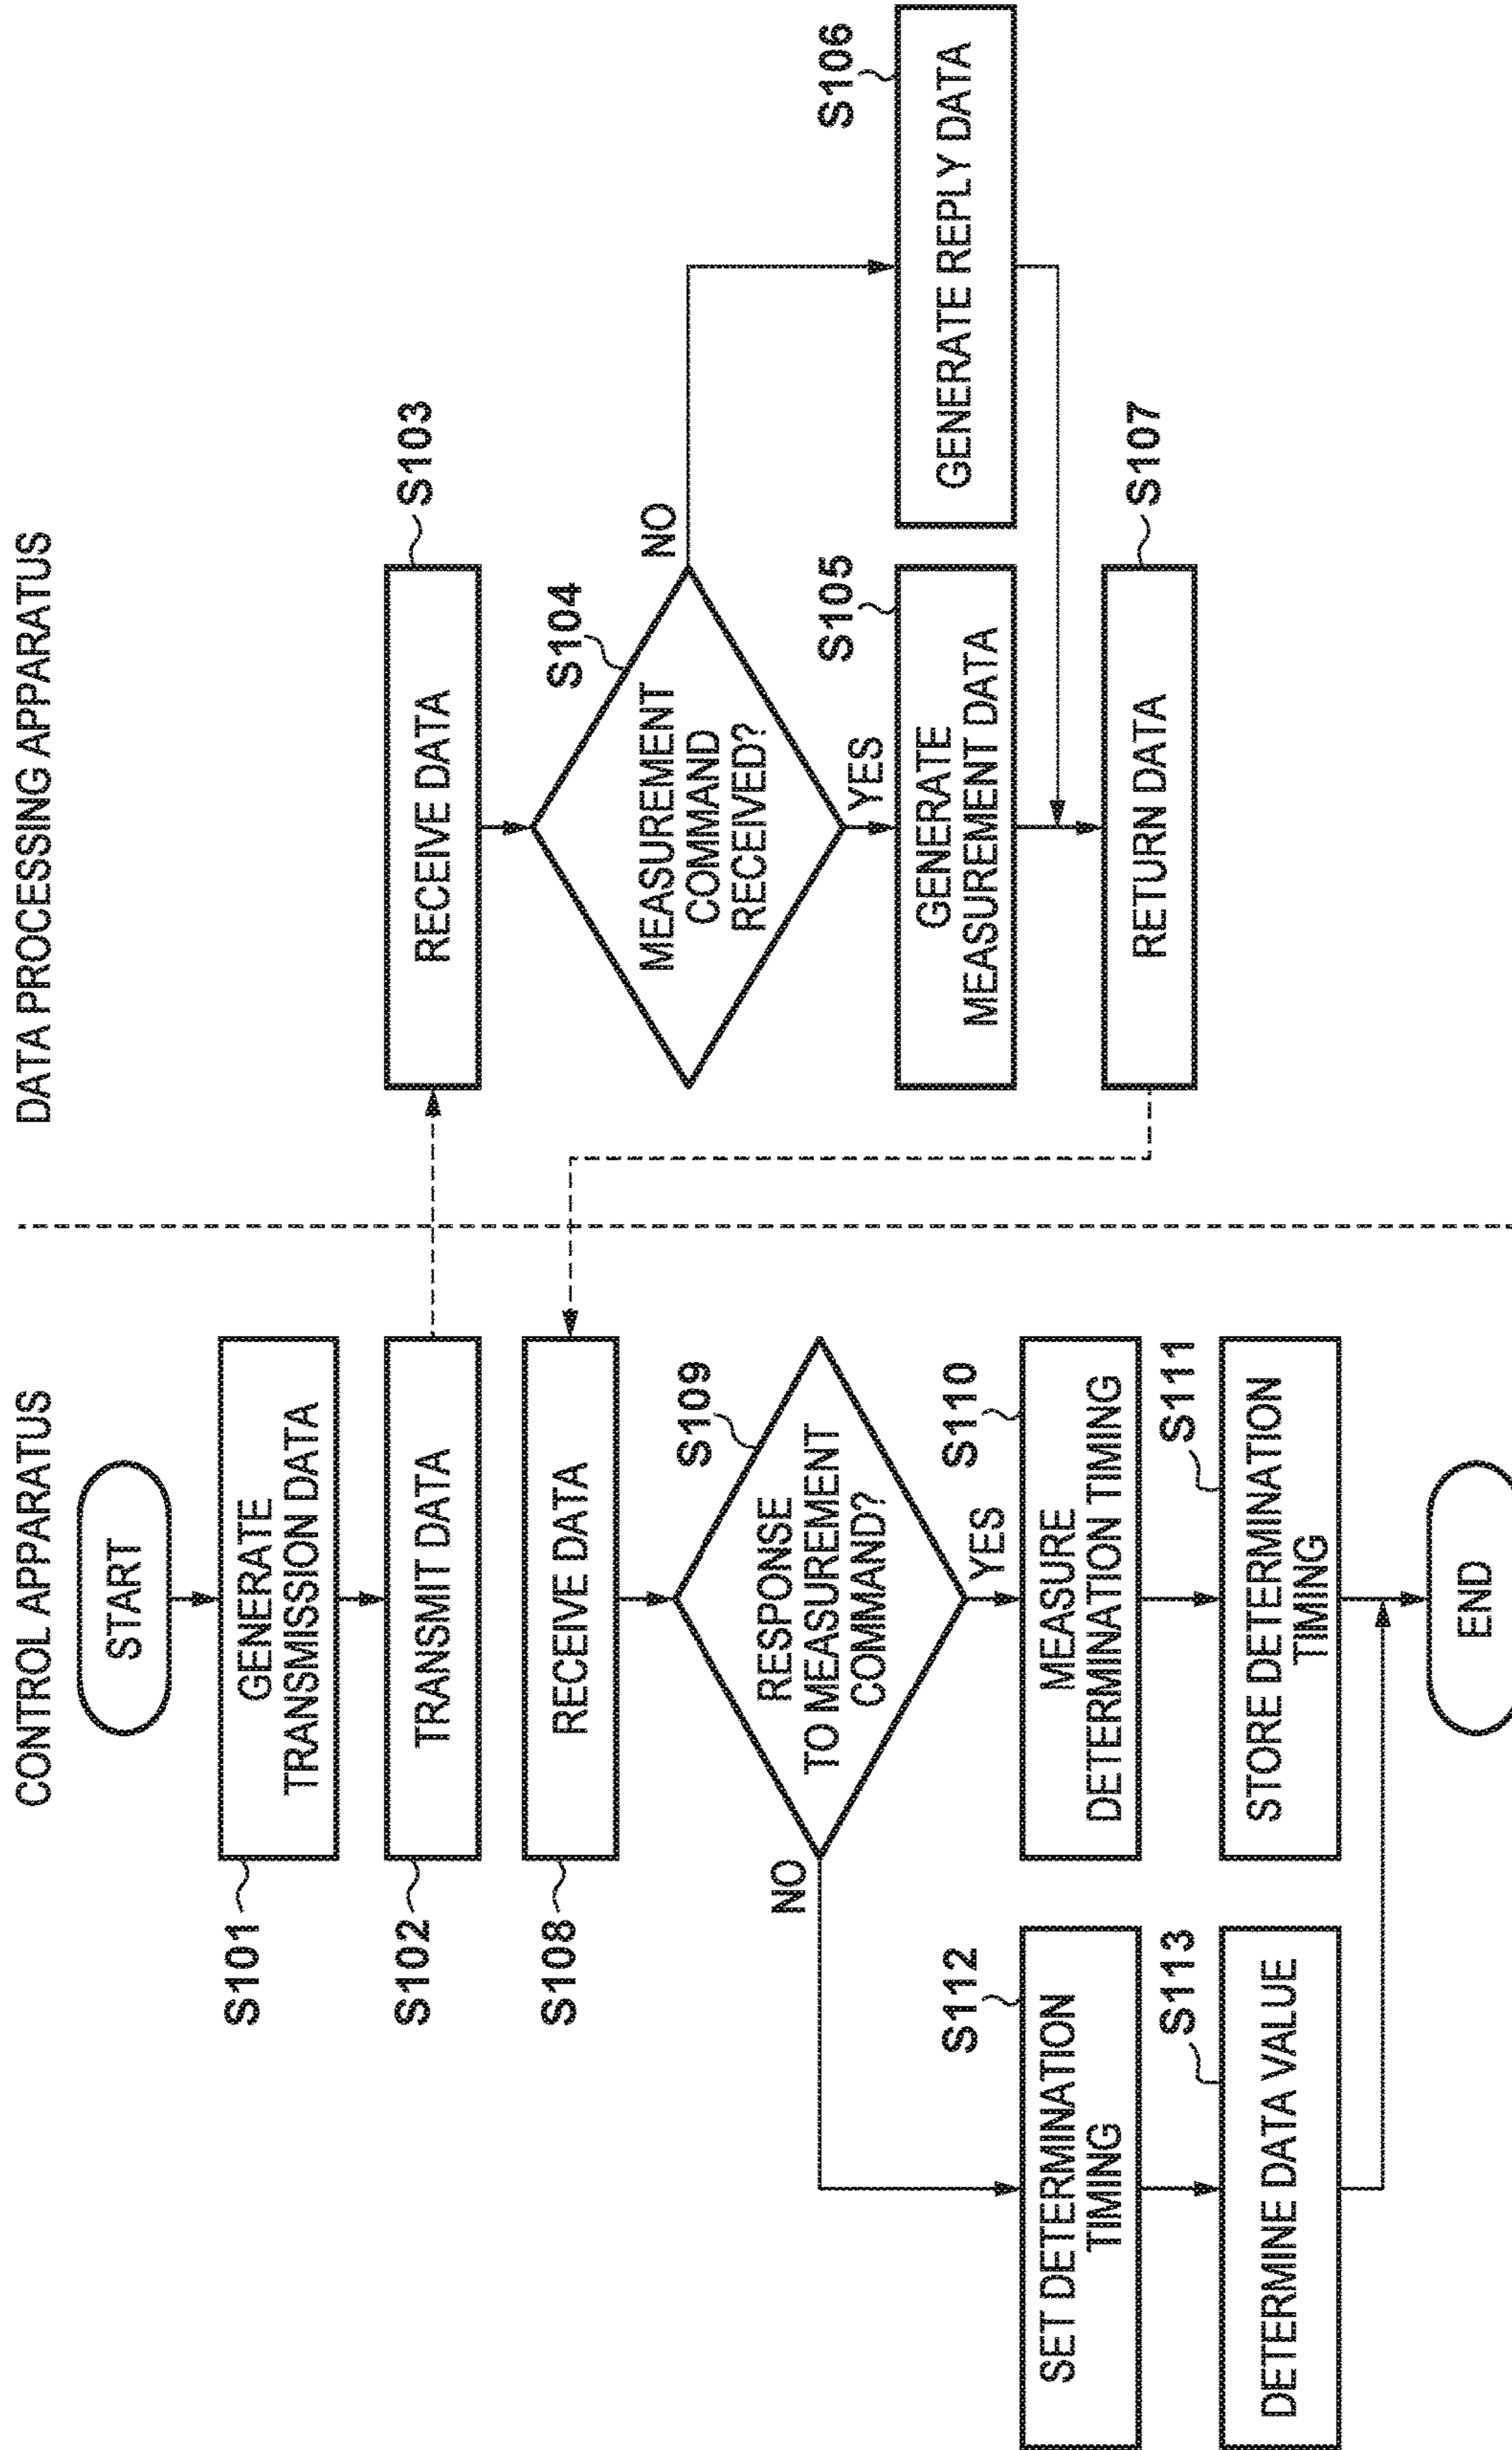 CONTROL APPARATUS
START
S101
GENERATE
TRANSMISSION DATA
S102
TRANSMIT DATA
S108
RECEIVE DATA
S109
RESPONSE
TO MEASUREMENT
COMMAND?
NO
YES
S112
SET DETERMINATION
TIMING
S110
MEASURE
DETERMINATION TIMING
S113
DETERMINE DATA VALUE
S111
STORE DETERMINATION
TIMING
END
DATA PROCESSING APPARATUS
S103
RECEIVE DATA
S104
MEASUREMENT
COMMAND
RECEIVED?
NO
YES
S105
GENERATE
MEASUREMENT DATA
S106
GENERATE REPLY DATA
S107
RETURN DATA